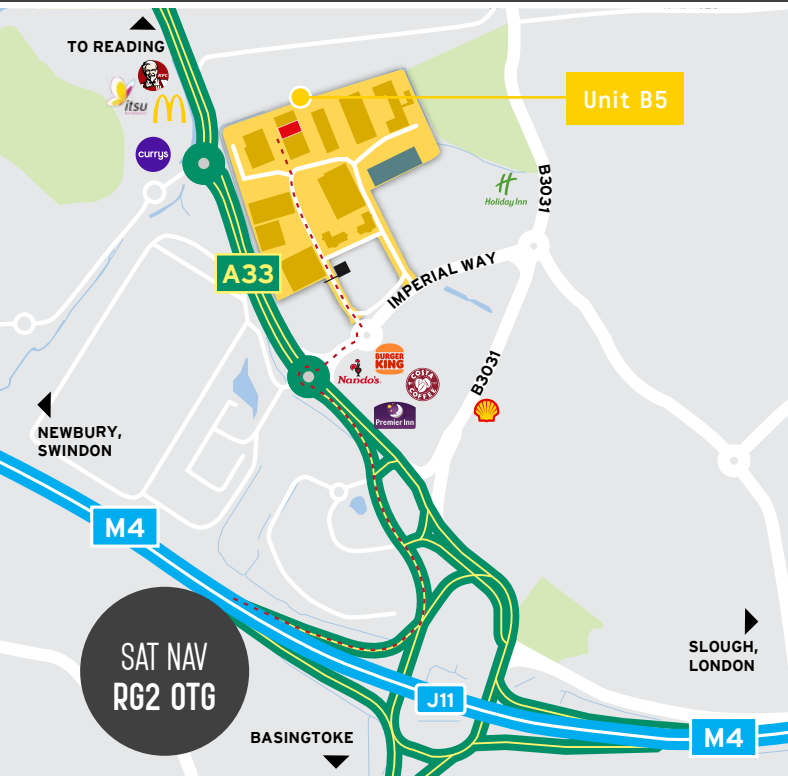 TO READING
KFC
itsu
M
currys
Unit B5
B3031
Holiday Inn
A33
IMPERIAL WAY
BURGER
KING
Nando's
COSTA
COFFEE
B3031
Premier Inn
NEWBURY,
SWINDON
M4
SAT NAV
RG2 0TG
SLOUGH,
LONDON
J11
M4
BASINGTOKE